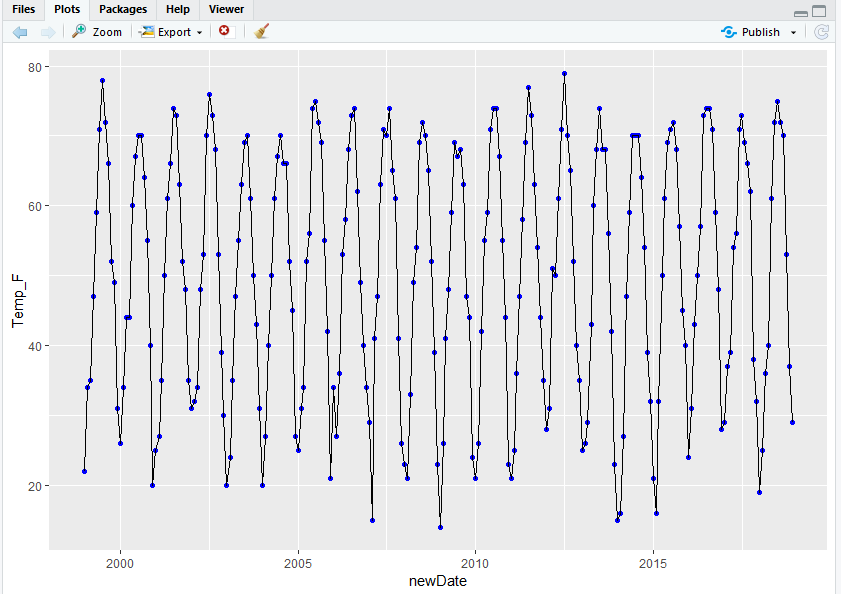 Files Plots Packages Help Viewer
Zoom Export Publish
80
60
40
20
Temp_F
2000 2005 2010 2015
newDate